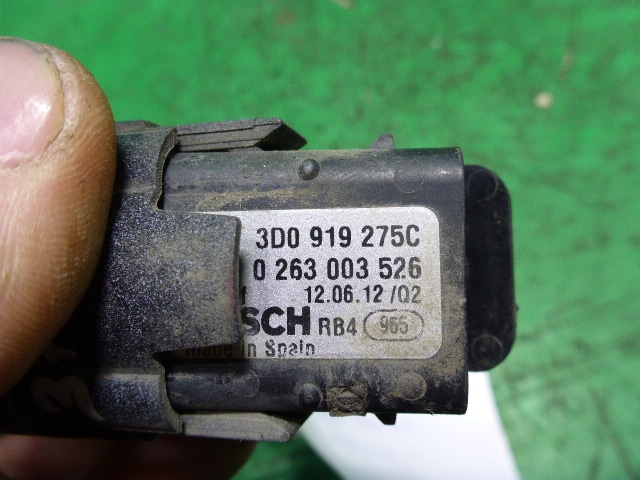 3D0 919 275C
0 263 003 526
12.06.12 /Q2
SCH RB4 965
made in Spain